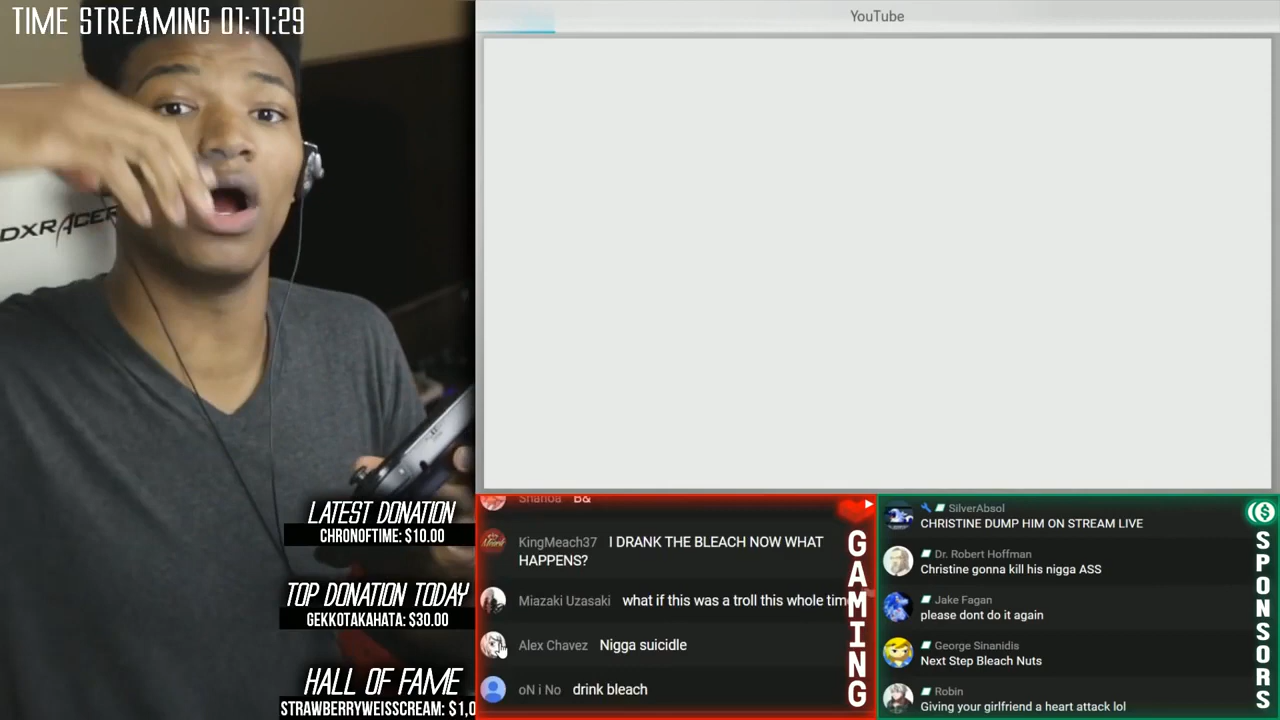 TIME STREAMING 01:11:29
YouTube
DXRACER
LATEST DONATION
CHRONOFTIME: $10.00
TOP DONATION TODAY
GEKKOTAKAHATA: $30.00
HALL OF FAME
STRAWBERRYWEISSCREAM: $1,0
B&
KingMeach37 I DRANK THE BLEACH NOW WHAT
HAPPENS?
Miazaki Uzasaki what if this was a troll this whole tim
Alex Chavez Nigga suicidle
oN i No drink bleach
GAMING
SilverAbsol
CHRISTINE DUMP HIM ON STREAM LIVE
Dr. Robert Hoffman
Christine gonna kill his nigga ASS
Jake Fagan
please dont do it again
George Sinanidis
Next Step Bleach Nuts
Robin
Giving your girlfriend a heart attack lol
SPONSORS